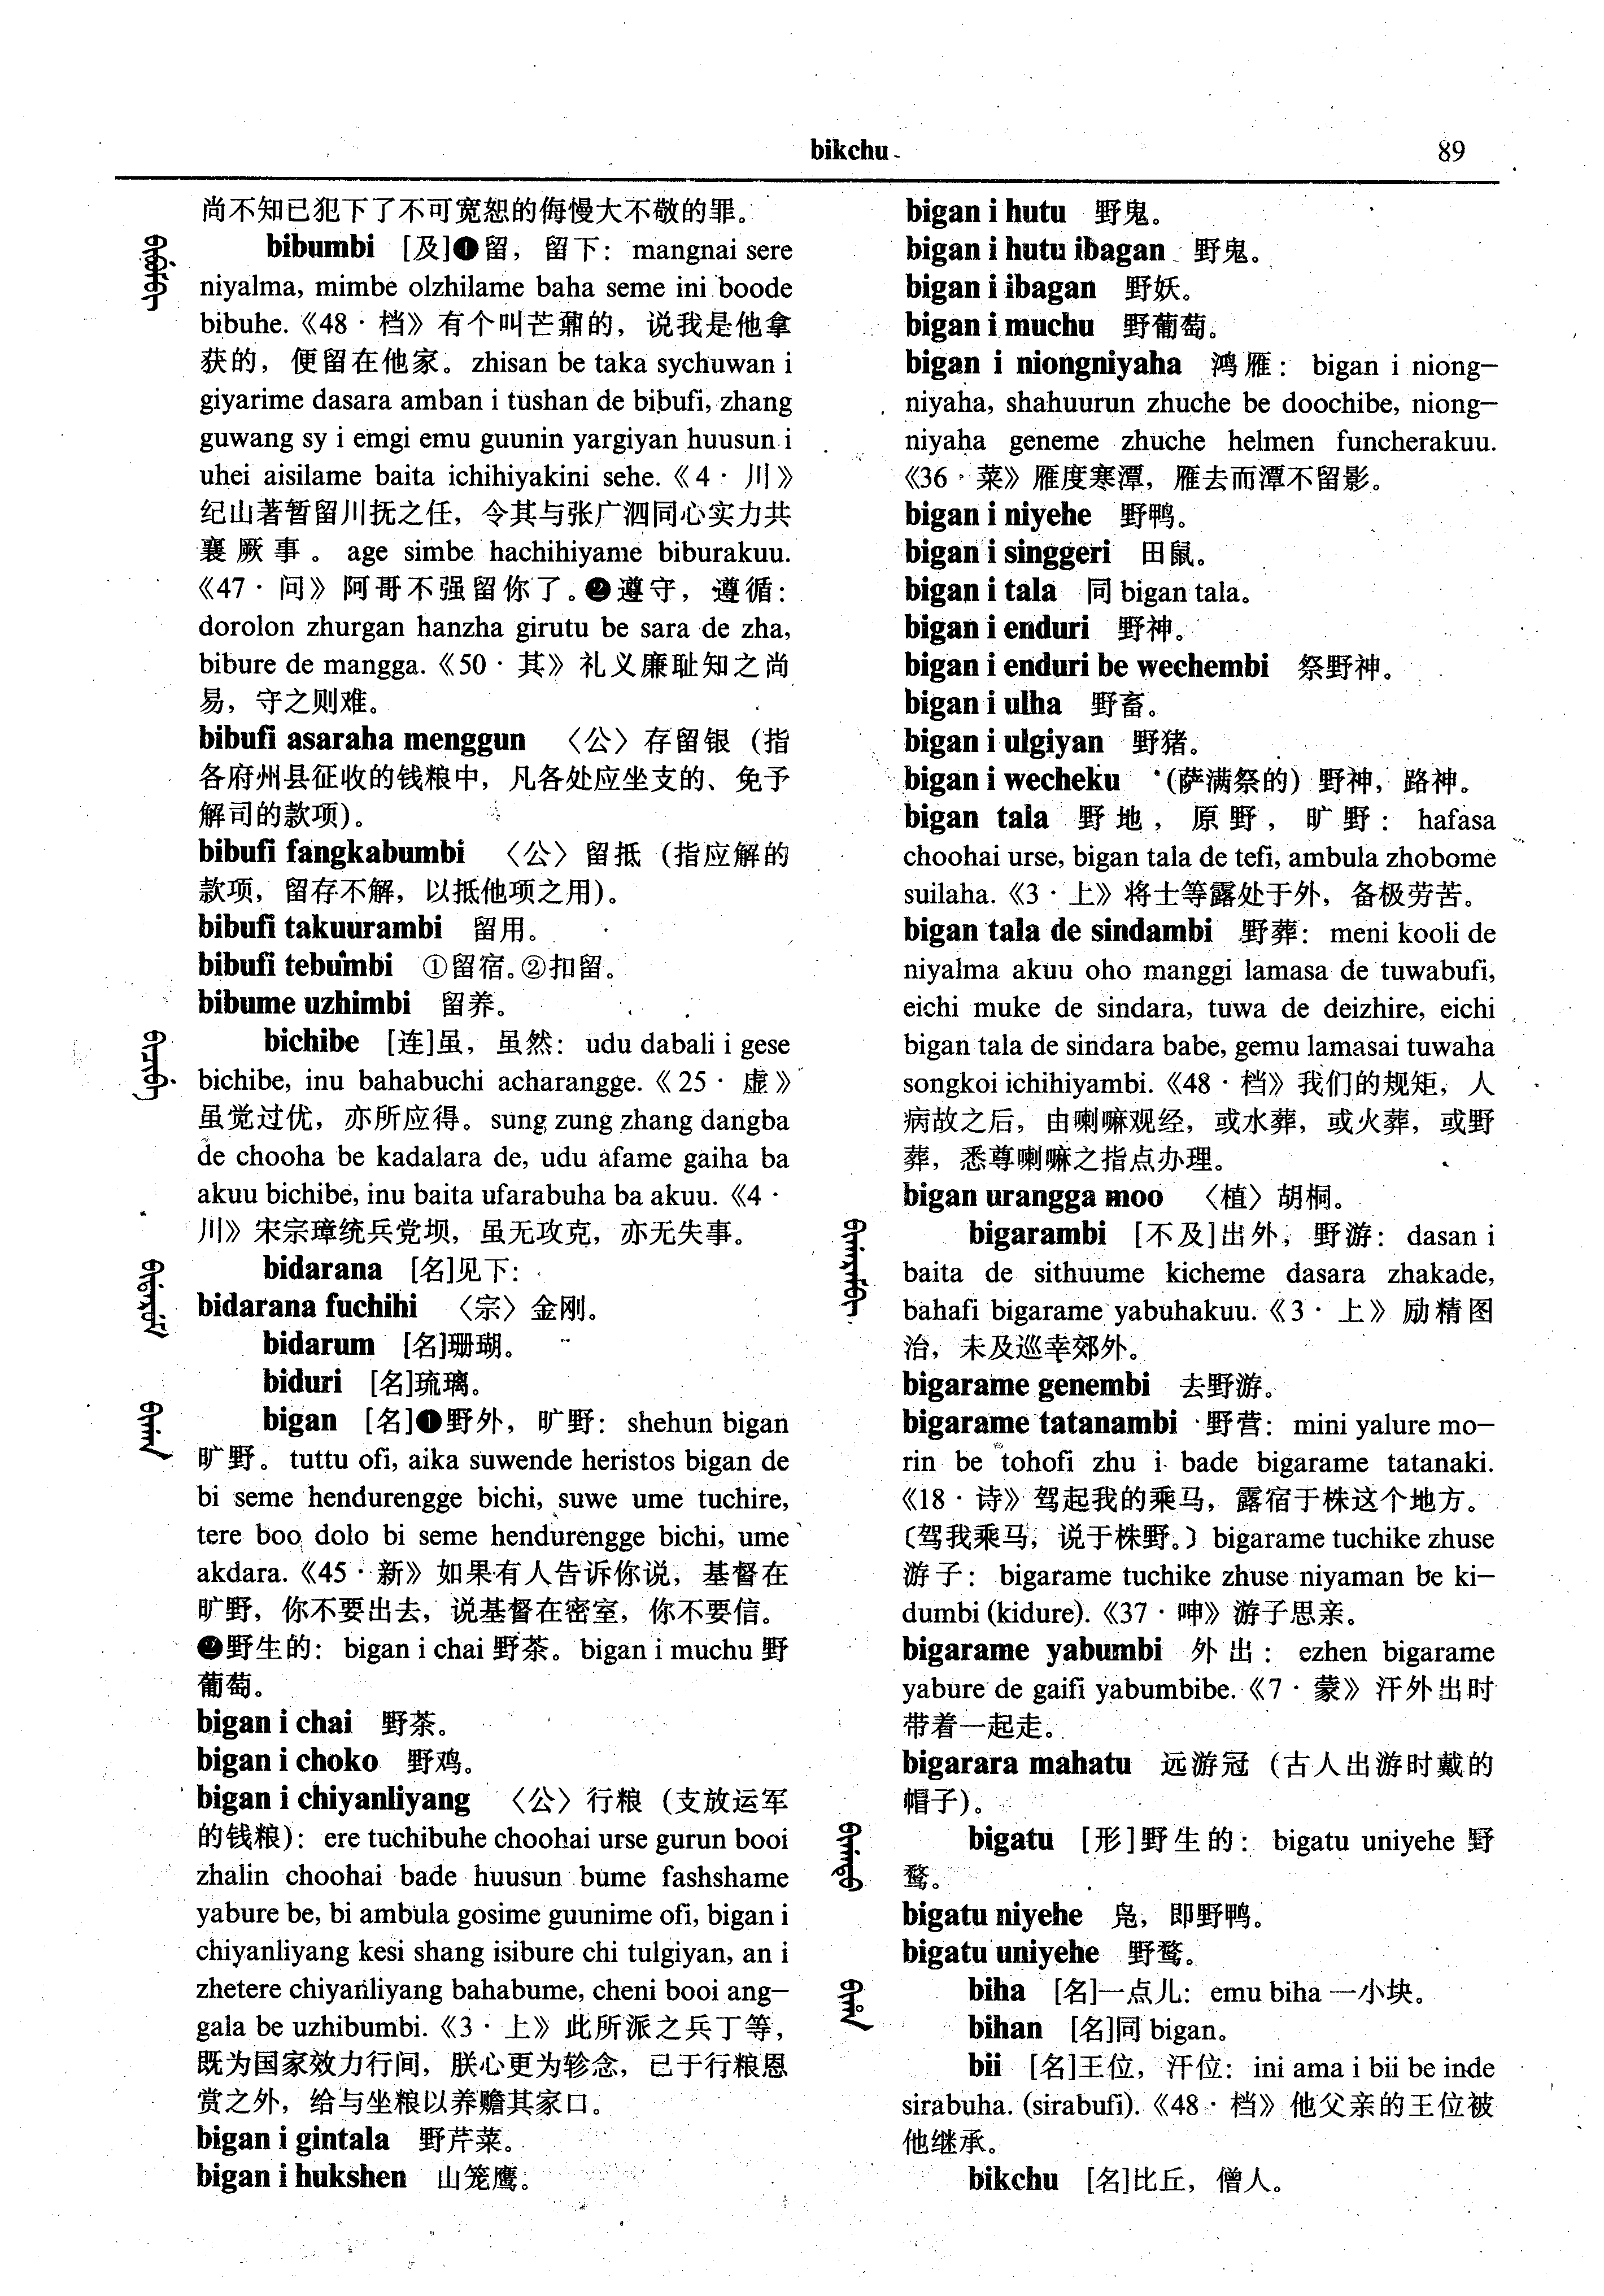 bikchu
89
尚不知已犯下了不可宽恕的侮慢大不敬的罪。
bibumbi [及]❶留，留下：mangnai sere
niyalma, mimbe olzhilame baha seme ini boode
bibuhe.《48·档》有个叫芒鼐的，说我是他拿
获的，便留在他家。zhisan be taka sychuwan i
giyarime dasara amban i tushan de bibufi, zhang
guwang sy i emgi emu guunin yargiyan huusun i
uhei aisilame baita ichihiyakini sehe.《4·川》
纪山著暂留川抚之任，令其与张广泗同心实力共
襄厥事。age simbe hachihiyame biburakuu.
《47·问》阿哥不强留你了。❷遵守，遵循：
dorolon zhurgan hanzha girutu be sara de zha,
bibure de mangga.《50·其》礼义廉耻知之尚
易，守之则难。
bibufi asaraha menggun 〈公〉存留银（指
各府州县征收的钱粮中，凡各处应坐支的、免予
解司的款项）。
bibufi fangkabumbi 〈公〉留抵（指应解的
款项，留存不解，以抵他项之用）。
bibufi takuurambi 留用。
bibufi tebumbi ①留宿。②扣留。
bibume uzhimbi 留养。
bichibe [连]虽，虽然：udu dabali i gese
bichibe, inu bahabuchi acharangge.《25·虚》
虽觉过优，亦所应得。sung zung zhang dangba
de chooha be kadalara de, udu afame gaiha ba
akuu bichibe, inu baita ufarabuha ba akuu.《4·
川》宋宗璋统兵党坝，虽无攻克，亦无失事。
bidarana [名]见下：
bidarana fuchihi 〈宗〉金刚。
bidarum [名]珊瑚。
biduri [名]琉璃。
bigan [名]❶野外，旷野：shehun bigan
旷野。tuttu ofi, aika suwende heristos bigan de
bi seme hendurengge bichi, suwe ume tuchire,
tere boo dolo bi seme hendurengge bichi, ume
akdara.《45·新》如果有人告诉你说，基督在
旷野，你不要出去，说基督在密室，你不要信。
❷野生的：bigan i chai 野茶。bigan i muchu 野
葡萄。
bigan i chai 野茶。
bigan i choko 野鸡。
bigan i chiyanliyang 〈公〉行粮（支放运军
的钱粮）：ere tuchibuhe choohai urse gurun booi
zhalin choohai bade huusun bume fashshame
yabure be, bi ambula gosime guunime ofi, bigan i
chiyanliyang kesi shang isibure chi tulgiyan, an i
zhetere chiyanliyang bahabume, cheni booi ang-
gala be uzhibumbi.《3·上》此所派之兵丁等，
既为国家效力行间，朕心更为轸念，已于行粮恩
赏之外，给与坐粮以养赡其家口。
bigan i gintala 野芹菜。
bigan i hukshen 山笼鹰。
bigan i hutu 野鬼。
bigan i hutu ibagan 野鬼。
bigan i ibagan 野妖。
bigan i muchu 野葡萄。
bigan i niongniyaha 鸿雁：bigan i niong-
niyaha, shahuurun zhuche be doochibe, niong-
niyaha geneme zhuche helmen funcherakuu.
《36·菜》雁度寒潭，雁去而潭不留影。
bigan i niyehe 野鸭。
bigan i singgeri 田鼠。
bigan i tala 同 bigan tala。
bigan i enduri 野神。
bigan i enduri be wechembi 祭野神。
bigan i ulha 野畜。
bigan i ulgiyan 野猪。
bigan i wecheku （萨满祭的）野神，路神。
bigan tala 野地，原野，旷野：hafasa
choohai urse, bigan tala de tefi, ambula zhobome
suilaha.《3·上》将士等露处于外，备极劳苦。
bigan tala de sindambi 野葬：meni kooli de
niyalma akuu oho manggi lamasa de tuwabufi,
eichi muke de sindara, tuwa de deizhire, eichi
bigan tala de sindara babe, gemu lamasai tuwaha
songkoi ichihiyambi.《48·档》我们的规矩，人
病故之后，由喇嘛观经，或水葬，或火葬，或野
葬，悉尊喇嘛之指点办理。
bigan urangga moo 〈植〉胡桐。
bigarambi [不及]出外，野游：dasan i
baita de sithuume kicheme dasara zhakade,
bahafi bigarame yabuhakuu.《3·上》励精图
治，未及巡幸郊外。
bigarame genembi 去野游。
bigarame tatanambi 野营：mini yalure mo-
rin be tohofi zhu i bade bigarame tatanaki.
《18·诗》驾起我的乘马，露宿于株这个地方。
〔驾我乘马，说于株野。〕bigarame tuchike zhuse
游子：bigarame tuchike zhuse niyaman be ki-
dumbi (kidure).《37·呻》游子思亲。
bigarame yabumbi 外出：ezhen bigarame
yabure de gaifi yabumbibe.《7·蒙》汗外出时
带着一起走。
bigarara mahatu 远游冠（古人出游时戴的
帽子）。
bigatu [形]野生的：bigatu uniyehe 野
鹜。
bigatu niyehe 凫，即野鸭。
bigatu uniyehe 野鹜。
biha [名]一点儿：emu biha 一小块。
bihan [名]同 bigan。
bii [名]王位，汗位：ini ama i bii be inde
sirabuha. (sirabufi).《48·档》他父亲的王位被
他继承。
bikchu [名]比丘，僧人。